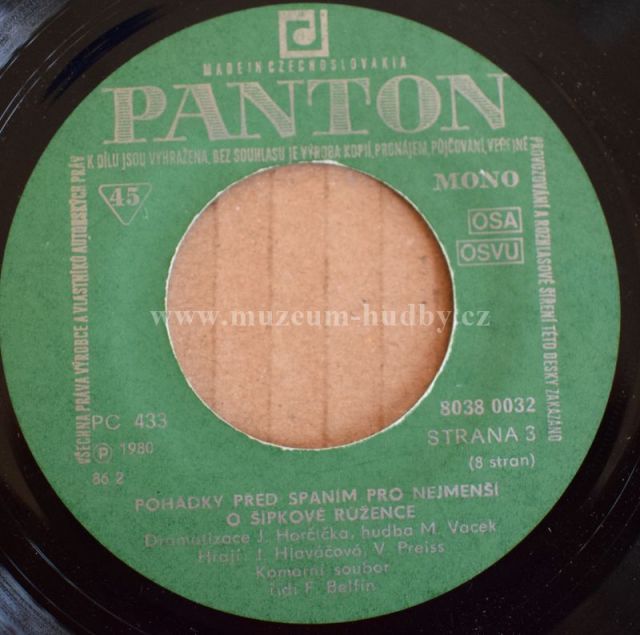 MADE IN CZECHOSLOVAKIA
PANTON
VŠECHNA PRÁVA VÝROBCE A VLASTNÍKŮ AUTORSKÝCH PRÁV
K DÍLU JSOU VYHRAŽENA, BEZ SOUHLASU JE VÝROBA KOPIÍ, PRONÁJEM, PŮJČOVÁNÍ, VEŘEJNÉ
PROVOZOVÁNÍ A ROZHLASOVÉ ŠÍŘENÍ TÉTO DESKY ZAKÁZÁNO
45
MONO
OSA
OSVU
www.muzeum-hudby.cz
PC 433
8038 0032
Ⓟ 1980
STRANA 3
86 2
(8 stran)
POHÁDKY PŘED SPANÍM PRO NEJMENŠÍ
O ŠÍPKOVÉ RŮŽENCE
Dramatizace J. Horčička, hudba M. Vacek
Hrají: J. Hlaváčová, V. Preiss
Komorní soubor
řídí F. Belfín